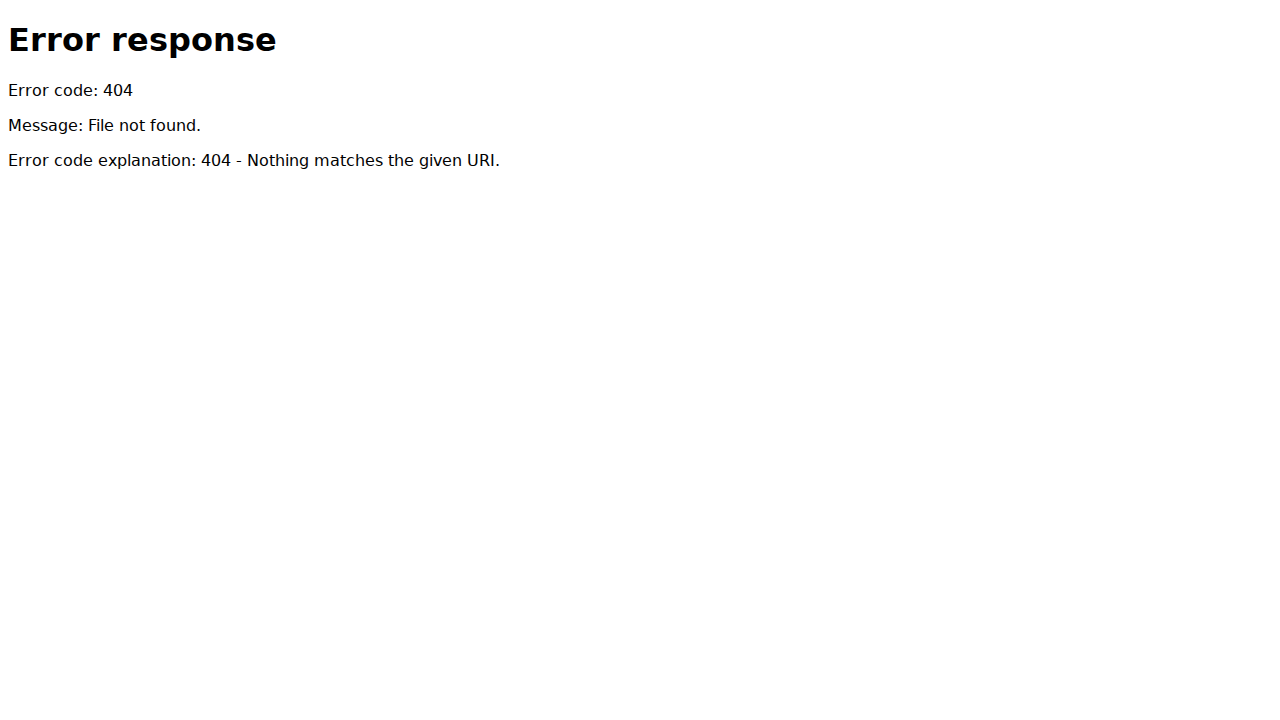 Error response
Error code: 404
Message: File not found.
Error code explanation: 404 - Nothing matches the given URI.